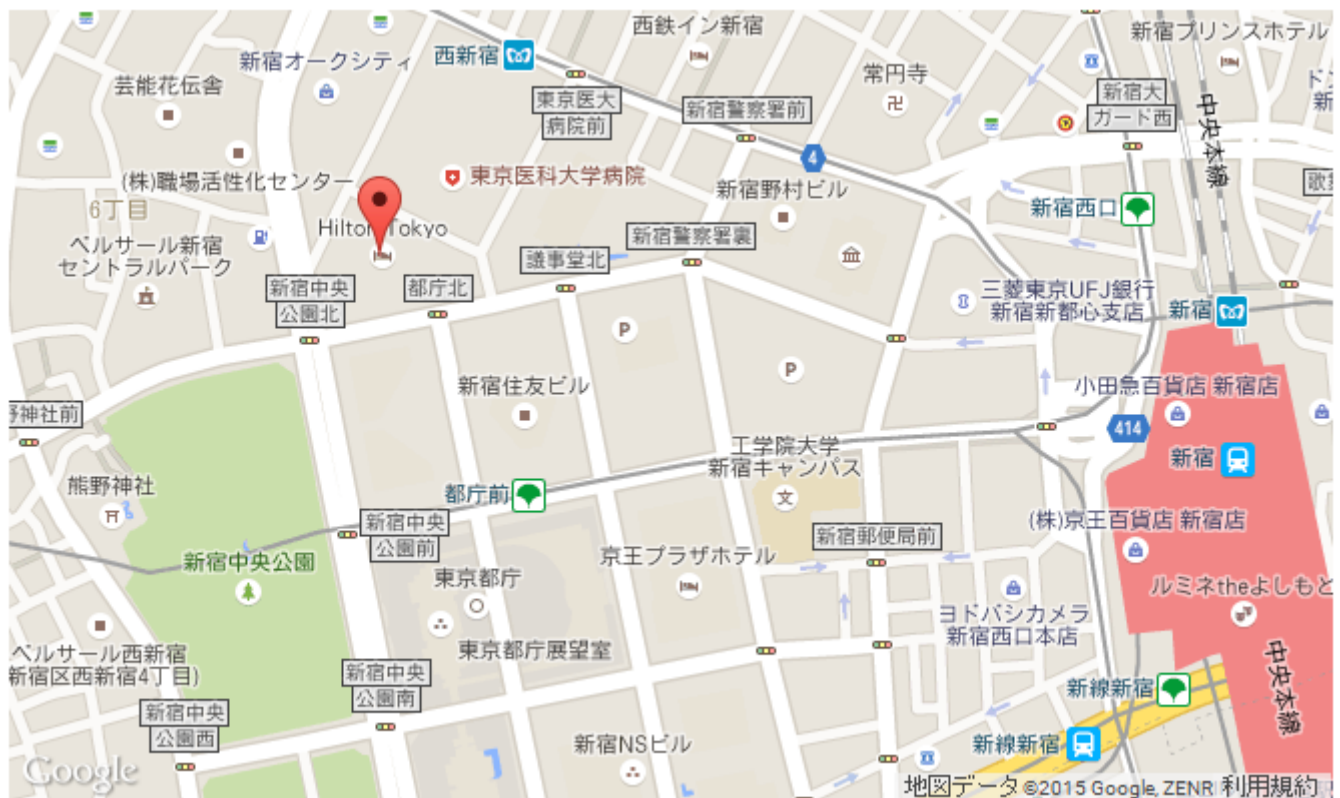 西鉄イン新宿
新宿プリンスホテル
新宿オークシティ
西新宿
常円寺
芸能花伝舎
東京医大
病院前
新宿警察署前
新宿大
ガード西
中央本線
4
(株)職場活性化センター
東京医科大学病院
新宿野村ビル
6丁目
Hilton Tokyo
新宿西口
新宿警察署裏
ベルサール新宿
セントラルパーク
議事堂北
新宿中央
公園北
都庁北
三菱東京UFJ銀行
新宿新都心支店
新宿
P
P
新宿住友ビル
小田急百貨店 新宿店
野神社前
414
工学院大学
新宿キャンパス
文
新宿
熊野神社
都庁前
新宿中央
公園前
新宿郵便局前
(株)京王百貨店 新宿店
新宿中央公園
東京都庁
京王プラザホテル
ルミネtheよしもと
ヨドバシカメラ
新宿西口本店
ベルサール西新宿
新宿区西新宿4丁目)
東京都庁展望室
中央本線
新宿中央
公園南
新線新宿
新宿中央
公園西
新宿NSビル
新線新宿
Google
地図データ ©2015 Google, ZENRI
利用規約